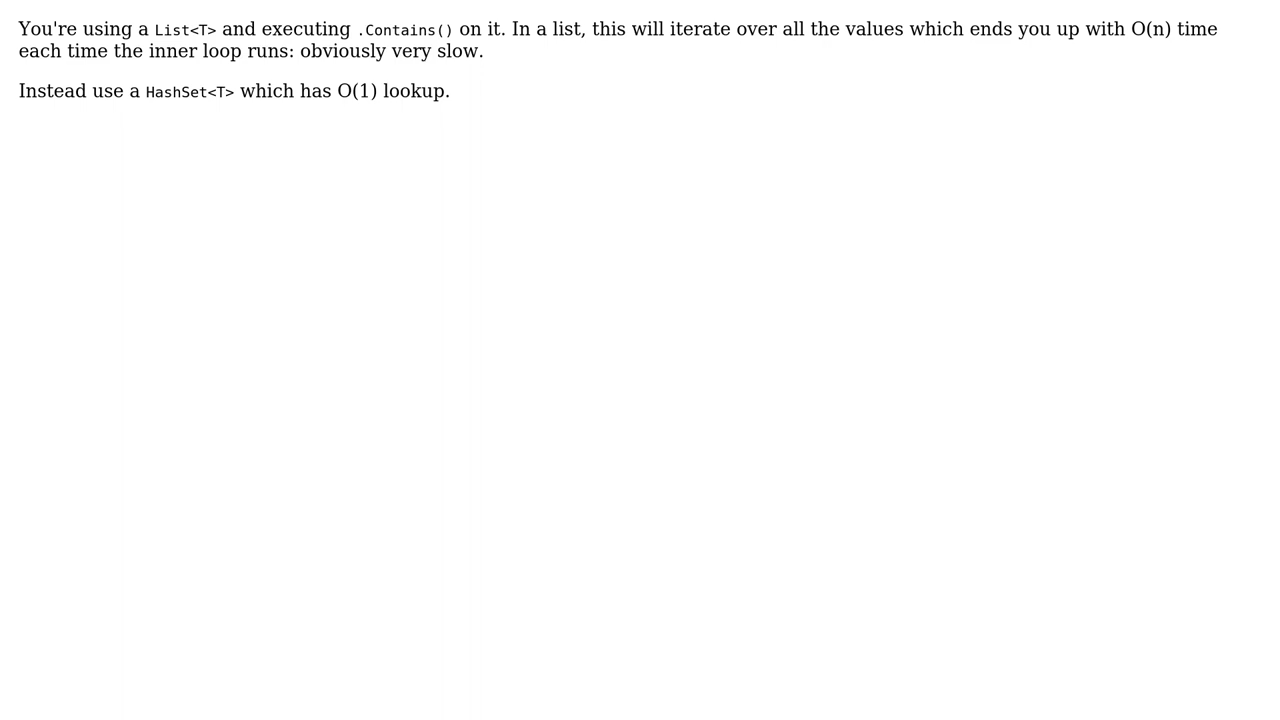 You're using a List<T> and executing .Contains() on it. In a list, this will iterate over all the values which ends you up with O(n) time
each time the inner loop runs: obviously very slow.
Instead use a HashSet<T> which has O(1) lookup.